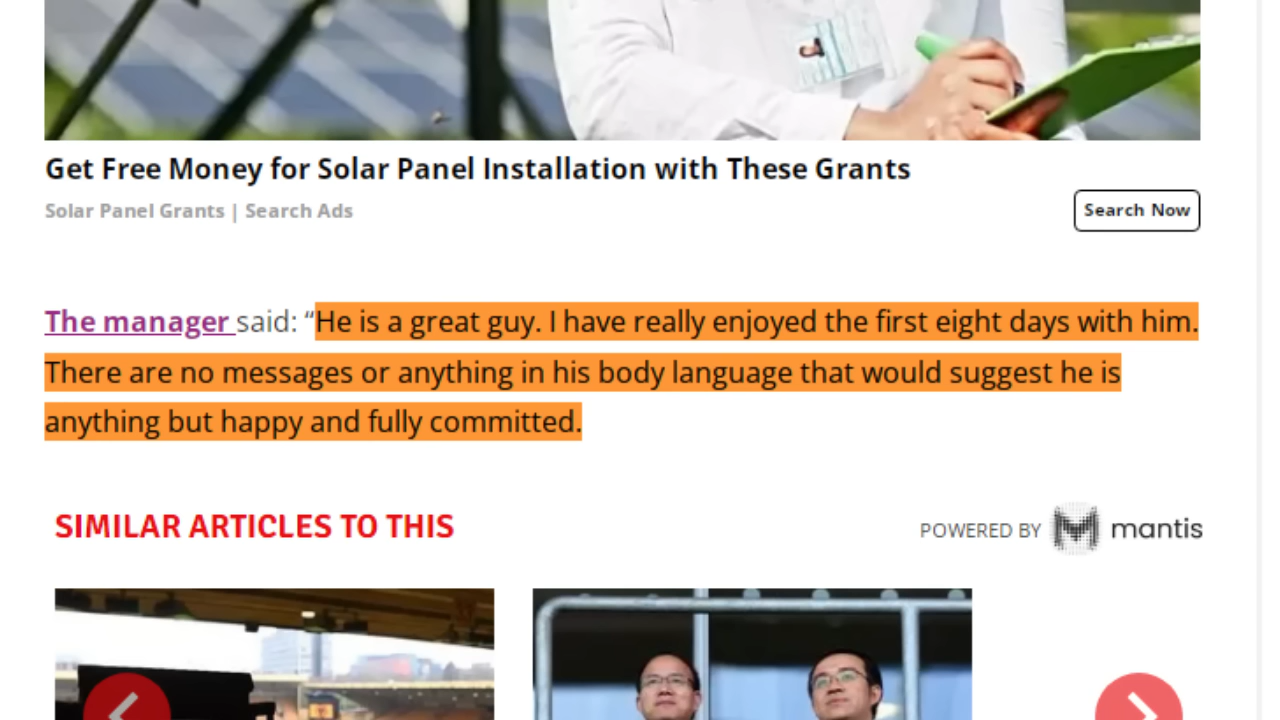 Get Free Money for Solar Panel Installation with These Grants
Solar Panel Grants | Search Ads
Search Now
The manager said: “He is a great guy. I have really enjoyed the first eight days with him.
There are no messages or anything in his body language that would suggest he is
anything but happy and fully committed.
SIMILAR ARTICLES TO THIS
POWERED BY mantis